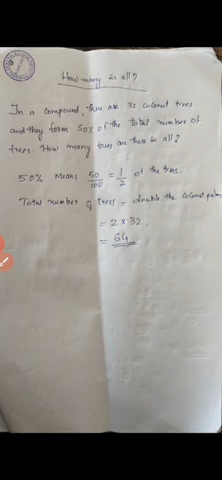 How many in all?
In a compound, there are 32 coconut trees.
and they form 50% of the total number of
trees. How many trees are there in all?
50% means 50/100 = 1/2 of the trees.
Total number of trees = double the coconut palms
= 2 × 32.
= 64.